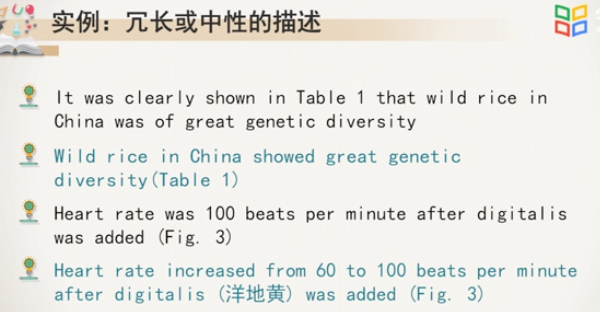 实例：冗长或中性的描述
It was clearly shown in Table 1 that wild rice in
China was of great genetic diversity
Wild rice in China showed great genetic
diversity(Table 1)
Heart rate was 100 beats per minute after digitalis
was added (Fig. 3)
Heart rate increased from 60 to 100 beats per minute
after digitalis (洋地黄) was added (Fig. 3)